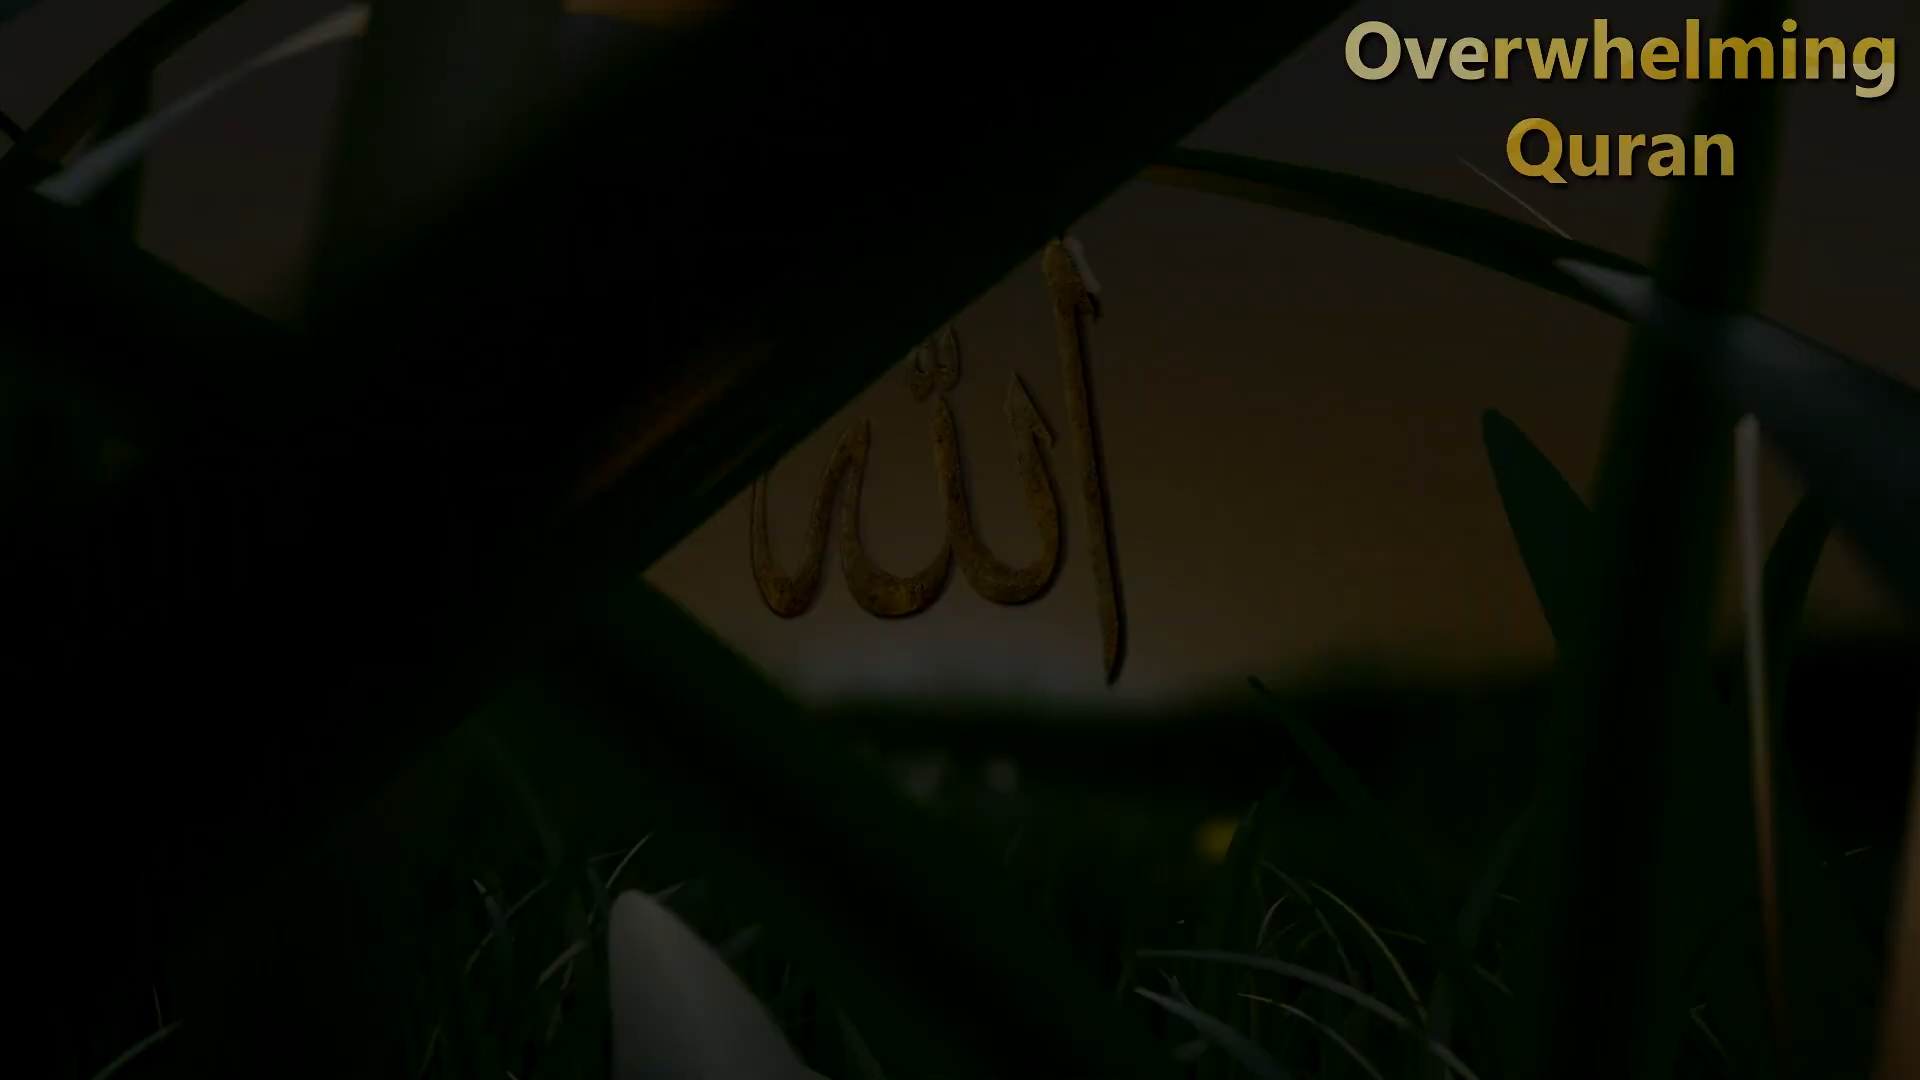 Overwhelming
Quran
الله